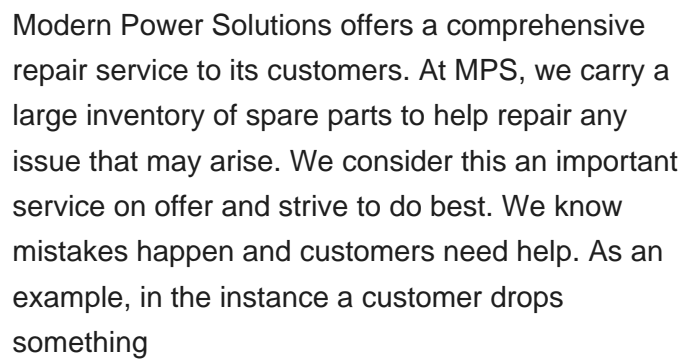 Modern Power Solutions offers a comprehensive
repair service to its customers. At MPS, we carry a
large inventory of spare parts to help repair any
issue that may arise. We consider this an important
service on offer and strive to do best. We know
mistakes happen and customers need help. As an
example, in the instance a customer drops
something